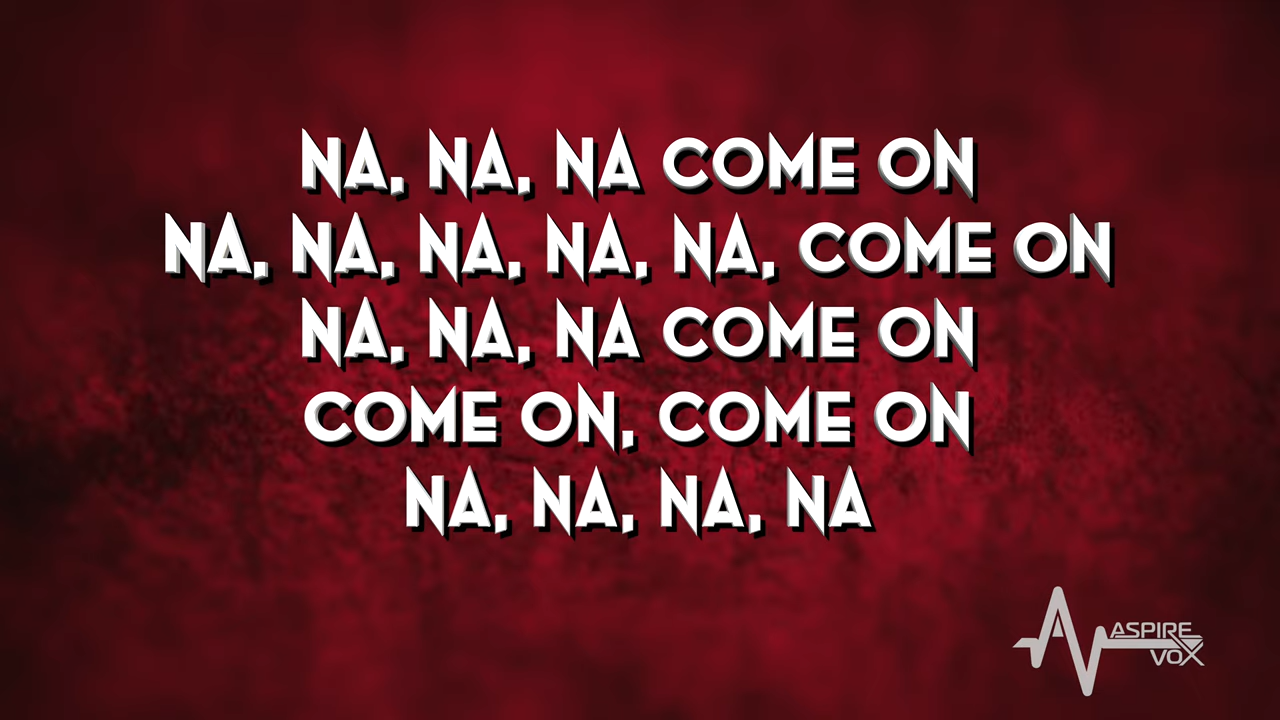 NA, NA, NA COME ON
NA, NA, NA, NA, NA, COME ON
NA, NA, NA COME ON
COME ON, COME ON
NA, NA, NA, NA
ASPIRE
VOX